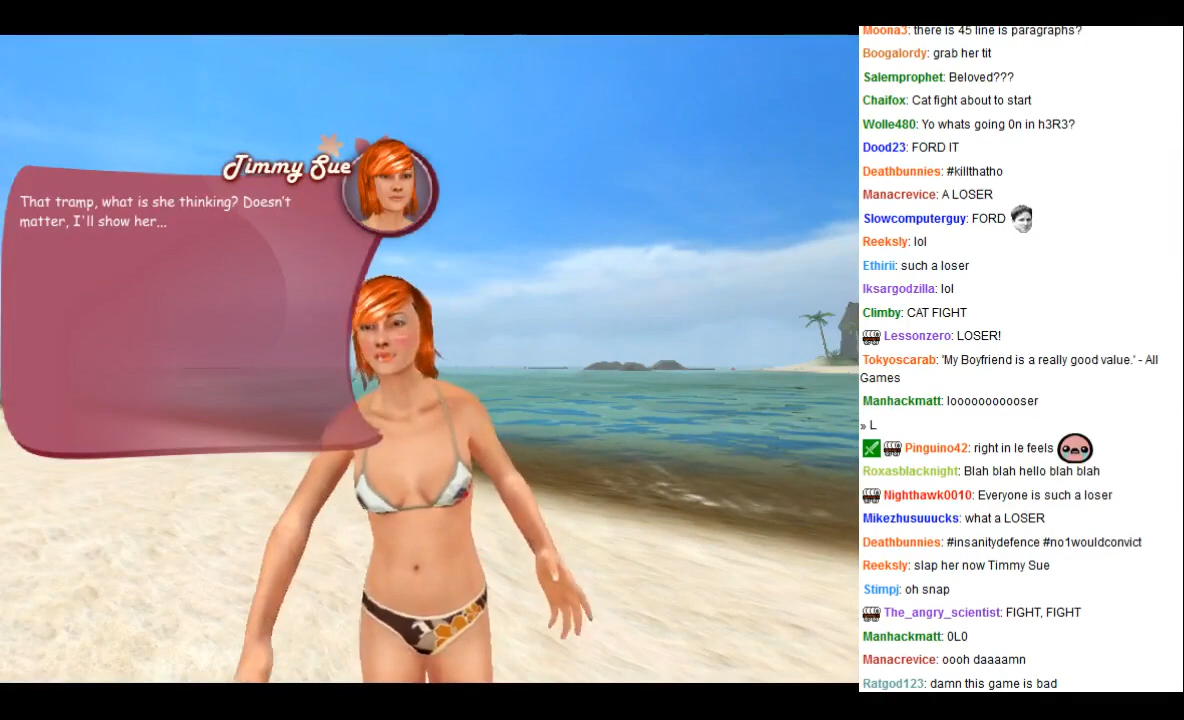 Timmy Sue
That tramp, what is she thinking? Doesn't
matter, I'll show her...
Moona3: there is 45 line is paragraphs?
Boogalordy: grab her tit
Salemprophet: Beloved???
Chaifox: Cat fight about to start
Wolle480: Yo whats going 0n in h3R3?
Dood23: FORD IT
Deathbunnies: #killthatho
Manacrevice: A LOSER
Slowcomputerguy: FORD
Reeksly: lol
Ethirii: such a loser
Iksargodzilla: lol
Climby: CAT FIGHT
Lessonzero: LOSER!
Tokyoscarab: 'My Boyfriend is a really good value.' - All
Games
Manhackmatt: loooooooooser
» L
Pinguino42: right in le feels
Roxasblacknight: Blah blah hello blah blah
Nighthawk0010: Everyone is such a loser
Mikezhusuuucks: what a LOSER
Deathbunnies: #insanitydefence #no1wouldconvict
Reeksly: slap her now Timmy Sue
Stimpj: oh snap
The_angry_scientist: FIGHT, FIGHT
Manhackmatt: 0L0
Manacrevice: oooh daaaamn
Ratgod123: damn this game is bad